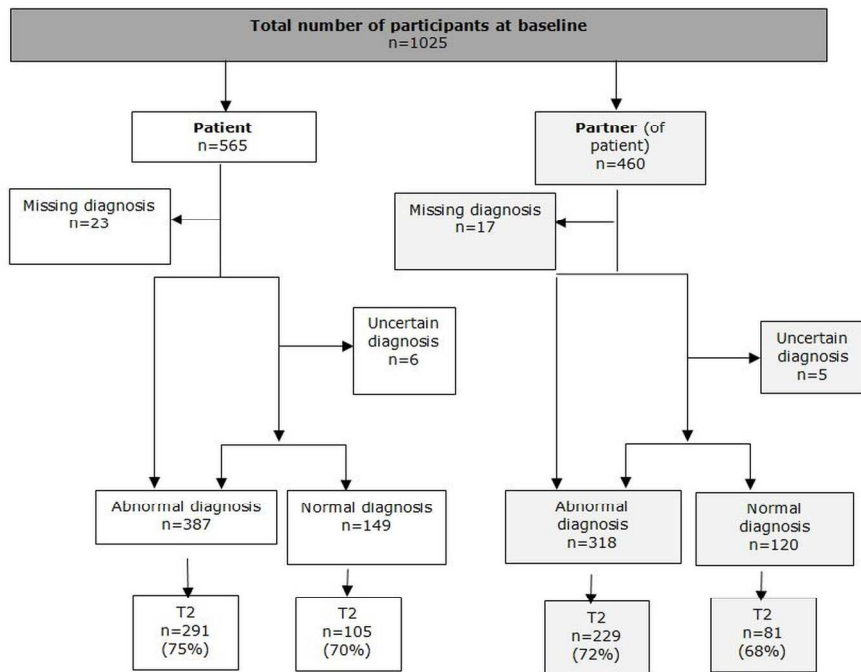 Total number of participants at baseline
n=1025
Patient
n=565
Partner (of
patient)
n=460
Missing diagnosis
n=23
Missing diagnosis
n=17
Uncertain
diagnosis
n=6
Uncertain
diagnosis
n=5
Abnormal diagnosis
n=387
Normal diagnosis
n=149
Abnormal
diagnosis
n=318
Normal
diagnosis
n=120
T2
n=291
(75%)
T2
n=105
(70%)
T2
n=229
(72%)
T2
n=81
(68%)